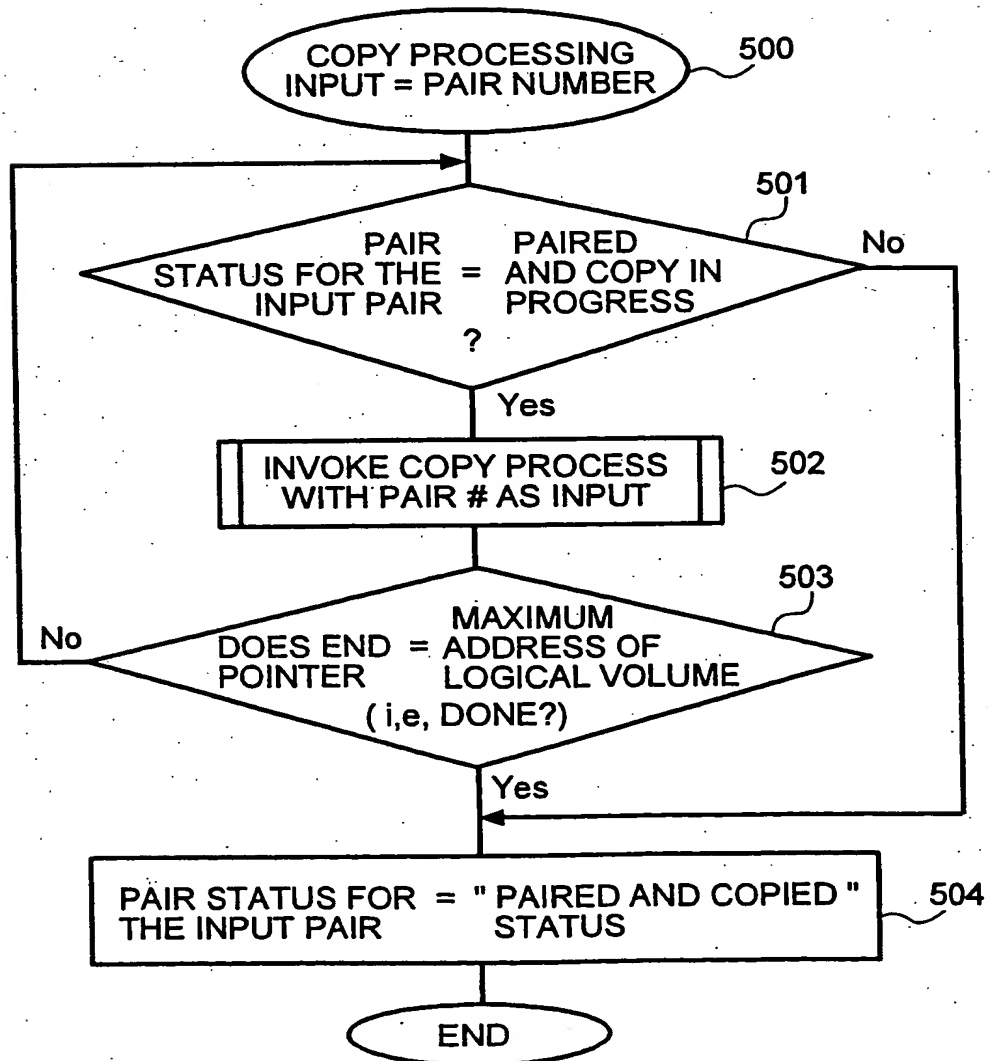 COPY PROCESSING
INPUT = PAIR NUMBER
500
501
PAIR PAIRED
STATUS FOR THE = AND COPY IN
INPUT PAIR PROGRESS
?
No
Yes
INVOKE COPY PROCESS
WITH PAIR # AS INPUT
502
503
MAXIMUM
DOES END = ADDRESS OF
POINTER LOGICAL VOLUME
( i,e, DONE?)
No
Yes
PAIR STATUS FOR = " PAIRED AND COPIED "
THE INPUT PAIR STATUS
504
END